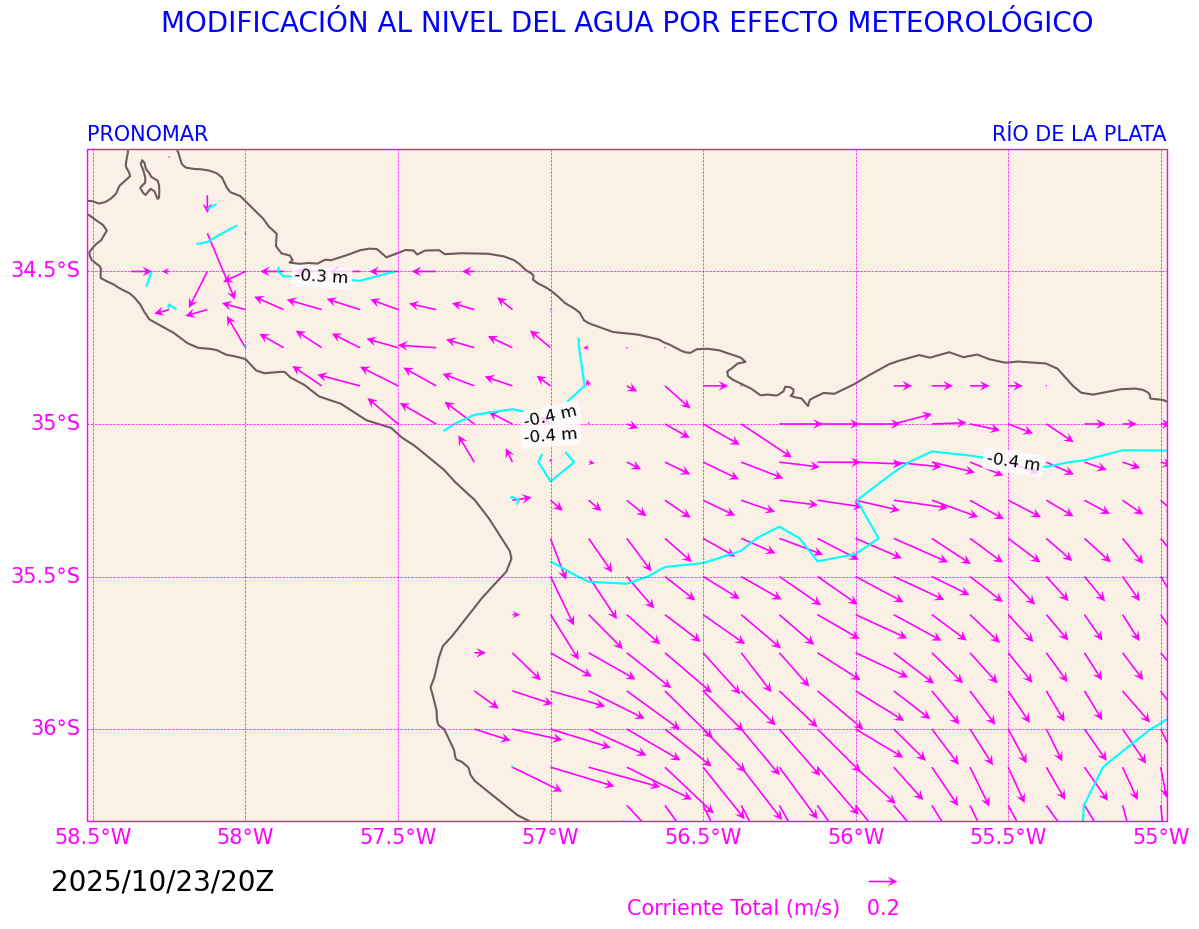 MODIFICACIÓN AL NIVEL DEL AGUA POR EFECTO METEOROLÓGICO
PRONOMAR
RÍO DE LA PLATA
34.5°S
-0.3 m
35°S
-0.4 m
-0.4 m
-0.4 m
35.5°S
36°S
58.5°W 58°W 57.5°W 57°W 56.5°W 56°W 55.5°W 55°W
2025/10/23/20Z
Corriente Total (m/s) 0.2